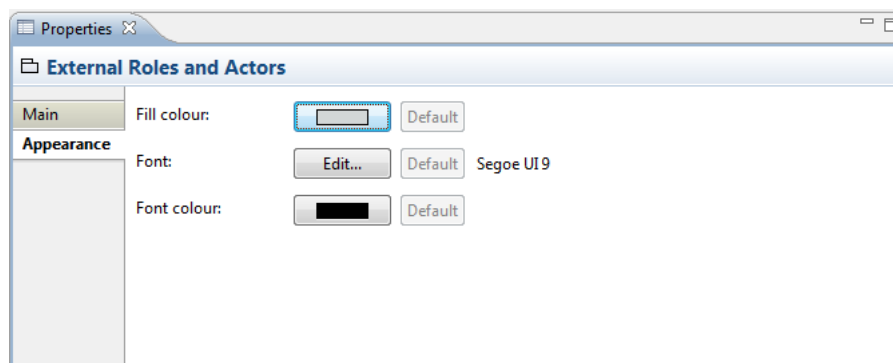 Properties
External Roles and Actors
Main
Appearance
Fill colour: Default
Font: Edit... Default Segoe UI 9
Font colour: Default